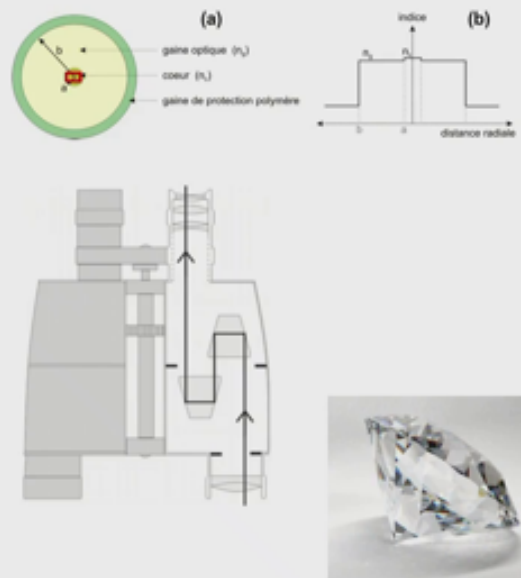 (a)
b
gaine optique (n
coeur (n
a
gaine de protection polymère
(b)
indice
n
n
b
a
distance radiale